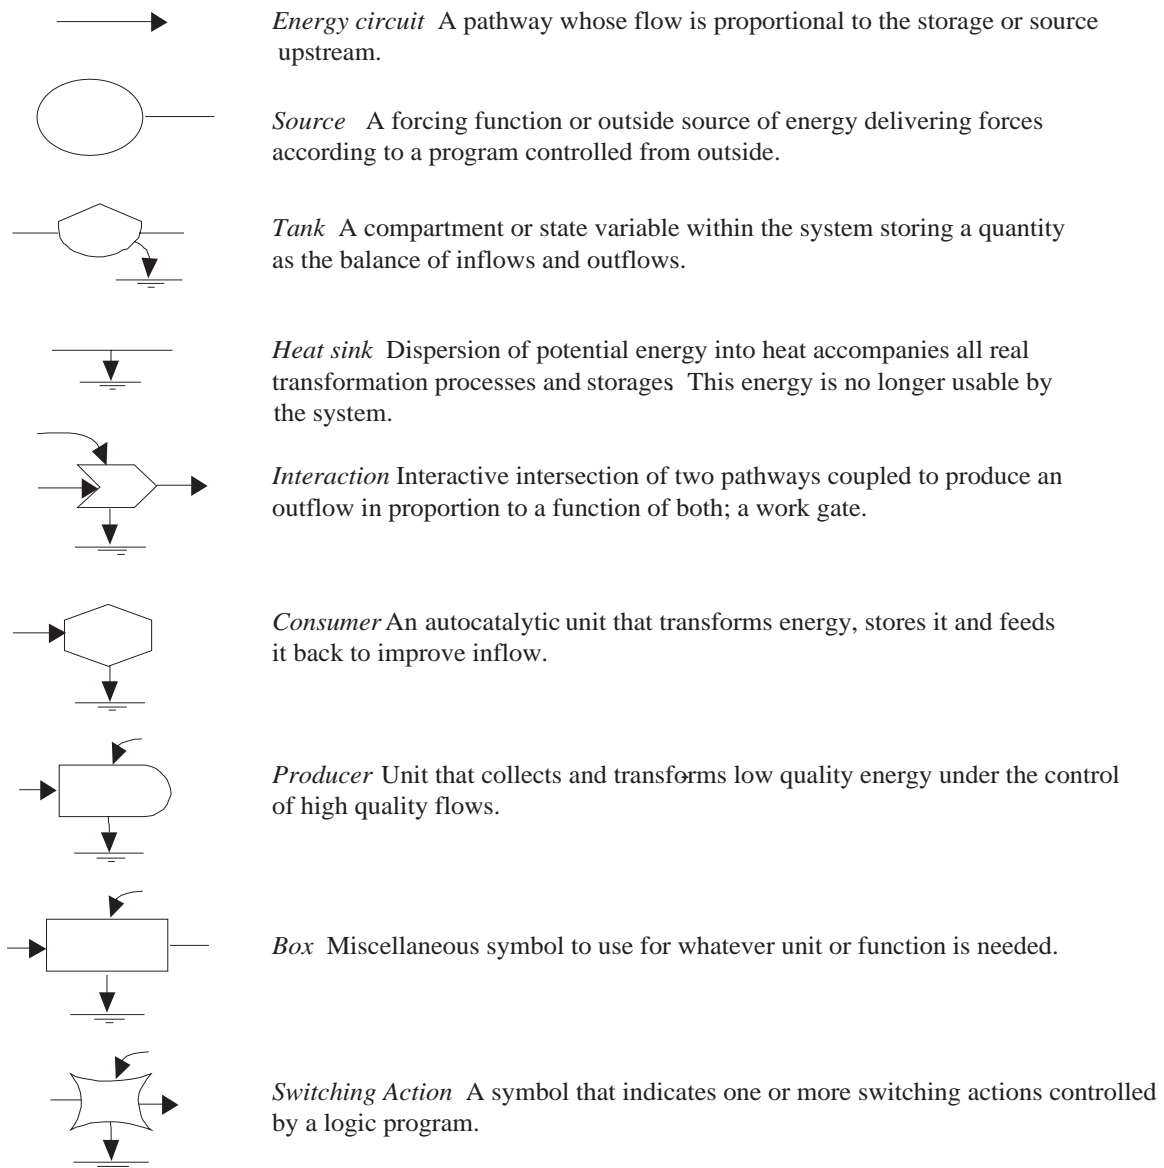 Energy circuit A pathway whose flow is proportional to the storage or source
upstream.
Source A forcing function or outside source of energy delivering forces
according to a program controlled from outside.
Tank A compartment or state variable within the system storing a quantity
as the balance of inflows and outflows.
Heat sink Dispersion of potential energy into heat accompanies all real
transformation processes and storages This energy is no longer usable by
the system.
Interaction Interactive intersection of two pathways coupled to produce an
outflow in proportion to a function of both; a work gate.
Consumer An autocatalytic unit that transforms energy, stores it and feeds
it back to improve inflow.
Producer Unit that collects and transforms low quality energy under the control
of high quality flows.
Box Miscellaneous symbol to use for whatever unit or function is needed.
Switching Action A symbol that indicates one or more switching actions controlled
by a logic program.